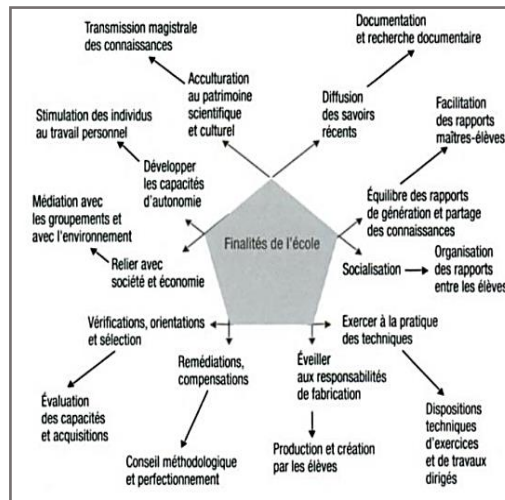 Transmission magistrale
des connaissances
Documentation
et recherche documentaire
Acculturation
au patrimoine
scientifique
et culturel
Diffusion
des savoirs
récents
Stimulation des individus
au travail personnel
Facilitation
des rapports
maîtres-élèves
Développer
les capacités
d'autonomie
Équilibre des rapports
de génération et partage
des connaissances
Médiation avec
les groupements et
avec l'environnement
Finalités de l'école
Relier avec
société et économie
Socialisation
Organisation
des rapports
entre les élèves
Vérifications, orientations
et sélection
Exercer à la pratique
des techniques
Remédiations,
compensations
Éveiller
aux responsabilités
de fabrication
Évaluation
des capacités
et acquisitions
Dispositions
techniques
d'exercices
et de travaux
dirigés
Conseil méthodologique
et perfectionnement
Production et création
par les élèves